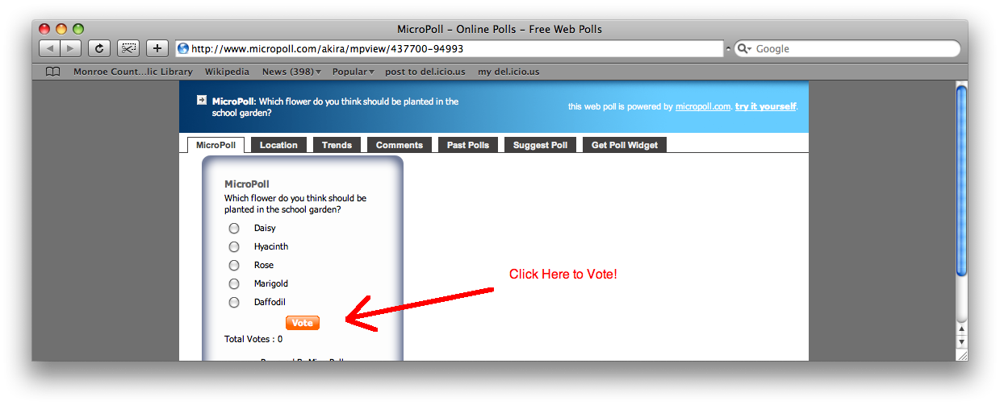 MicroPoll – Online Polls – Free Web Polls
http://www.micropoll.com/akira/mpview/437700-94993
Google
Monroe Count...lic Library
Wikipedia
News (398)
Popular
post to del.icio.us
my del.icio.us
MicroPoll: Which flower do you think should be planted in the
school garden?
this web poll is powered by micropoll.com. try it yourself.
MicroPoll
Location
Trends
Comments
Past Polls
Suggest Poll
Get Poll Widget
MicroPoll
Which flower do you think should be
planted in the school garden?
Daisy
Hyacinth
Rose
Marigold
Daffodil
Vote
Total Votes : 0
Click Here to Vote!